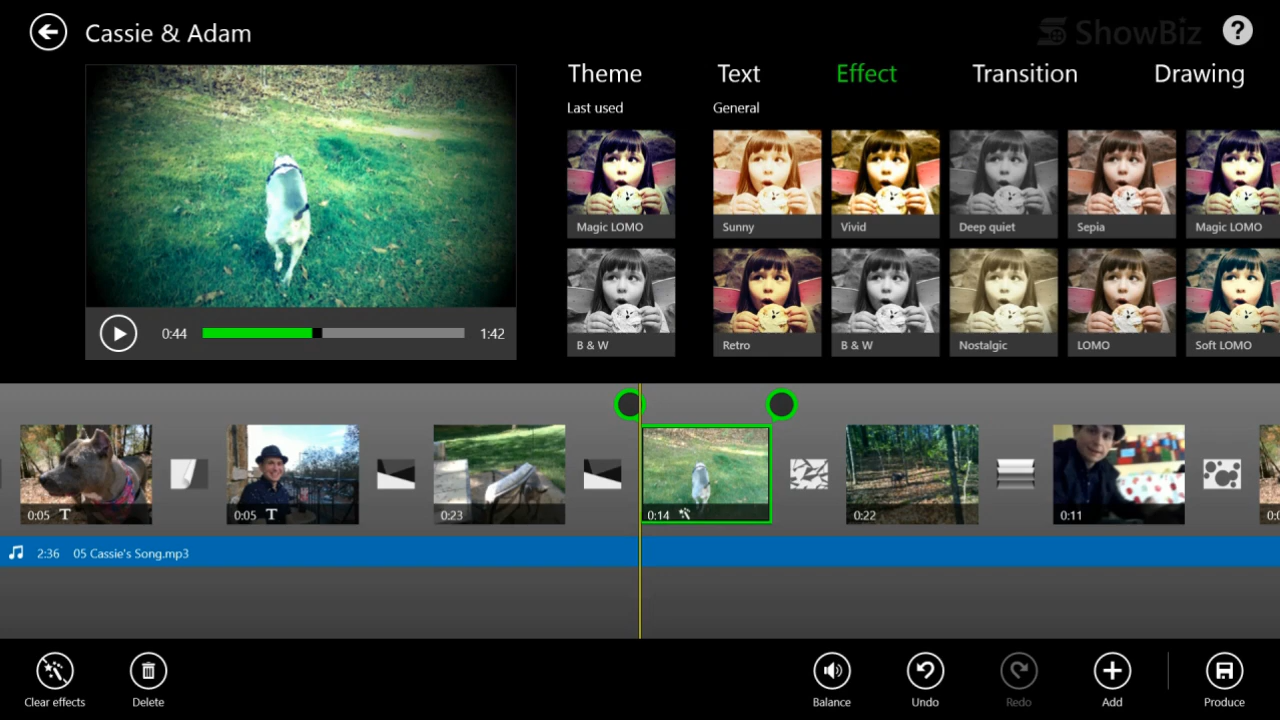 Cassie & Adam
ShowBiz
?
Theme Text Effect Transition Drawing
Last used General
Magic LOMO Sunny Vivid Deep quiet Sepia Magic LOMO
B & W Retro B & W Nostalgic LOMO Soft LOMO
0:44 1:42
0:05 T 0:05 T 0:23 0:14 0:22 0:11
2:36 05 Cassie's Song.mp3
Clear effects Delete Balance Undo Redo Add Produce